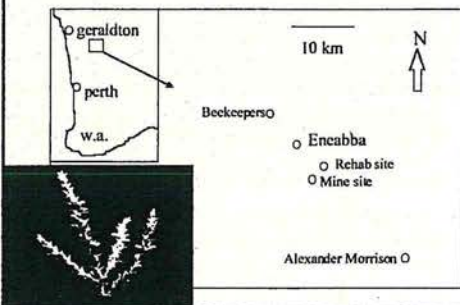 geraldton
perth
w.a.
10 km
N
Beekeepers
Eneabba
Rehab site
Mine site
Alexander Morrison